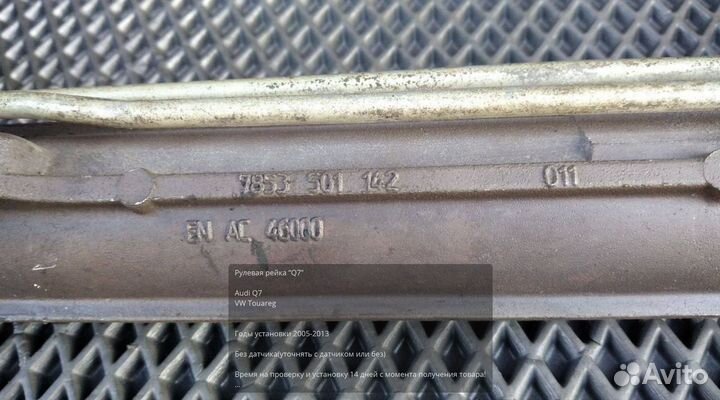 7853 501 142 011
EN AC 46000
Рулевая рейка "Q7"
Audi Q7
VW Touareg
Годы установки 2005-2013
Без датчика(уточнять с датчиком или без)
Время на проверку и установку 14 дней с момента получения товара!
...
Avito